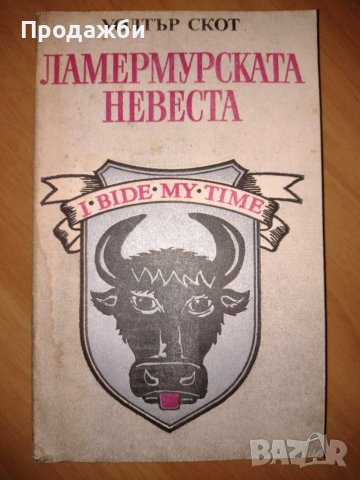 Продажби
УОЛТЪР СКОТ
ЛАМЕРМУРСКАТА
НЕВЕСТА
I·BIDE·MY·TIME
BAZAR